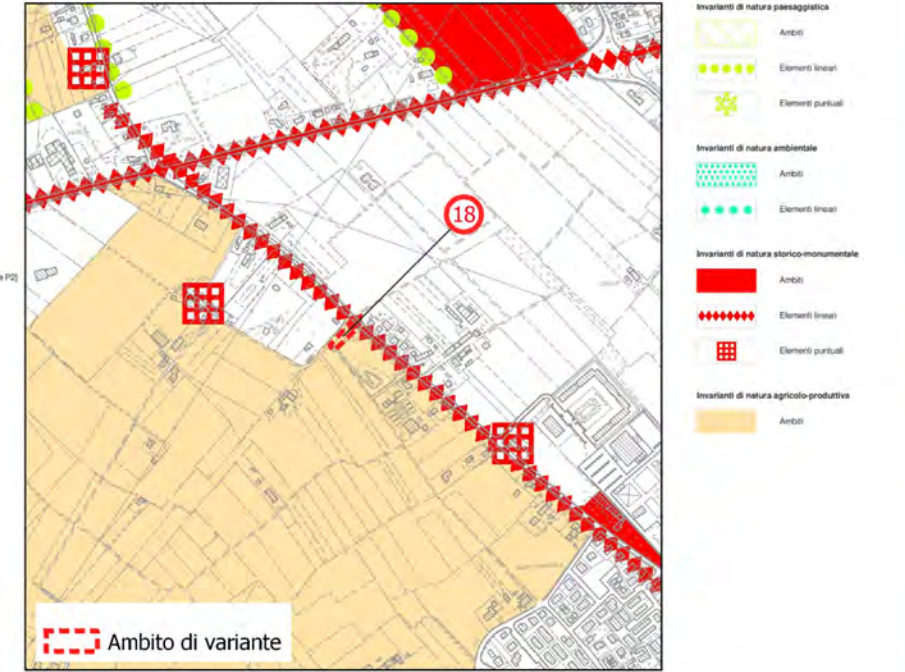 18
Ambito di variante
e P2]
Invarianti di natura paesaggistica
Ambiti
Elementi lineari
Elementi puntuali
Invarianti di natura ambientale
Ambiti
Elementi lineari
Invarianti di natura storico-monumentale
Ambiti
Elementi lineari
Elementi puntuali
Invarianti di natura agricolo-produttiva
Ambiti